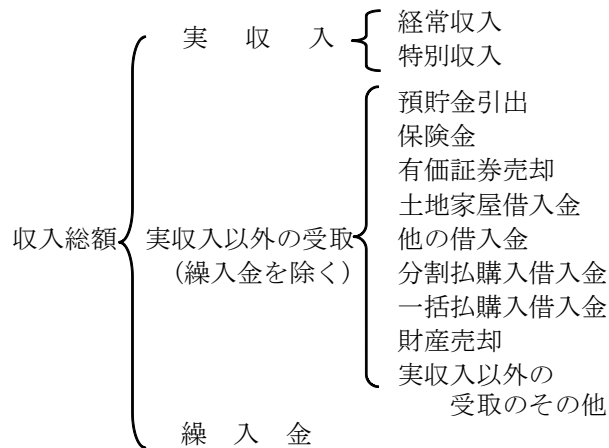 実収入
経常収入
特別収入
預貯金引出
保険金
有価証券売却
土地家屋借入金
収入総額
実収入以外の受取
(繰入金を除く)
他の借入金
分割払購入借入金
一括払購入借入金
財産売却
実収入以外の
受取のその他
繰入金